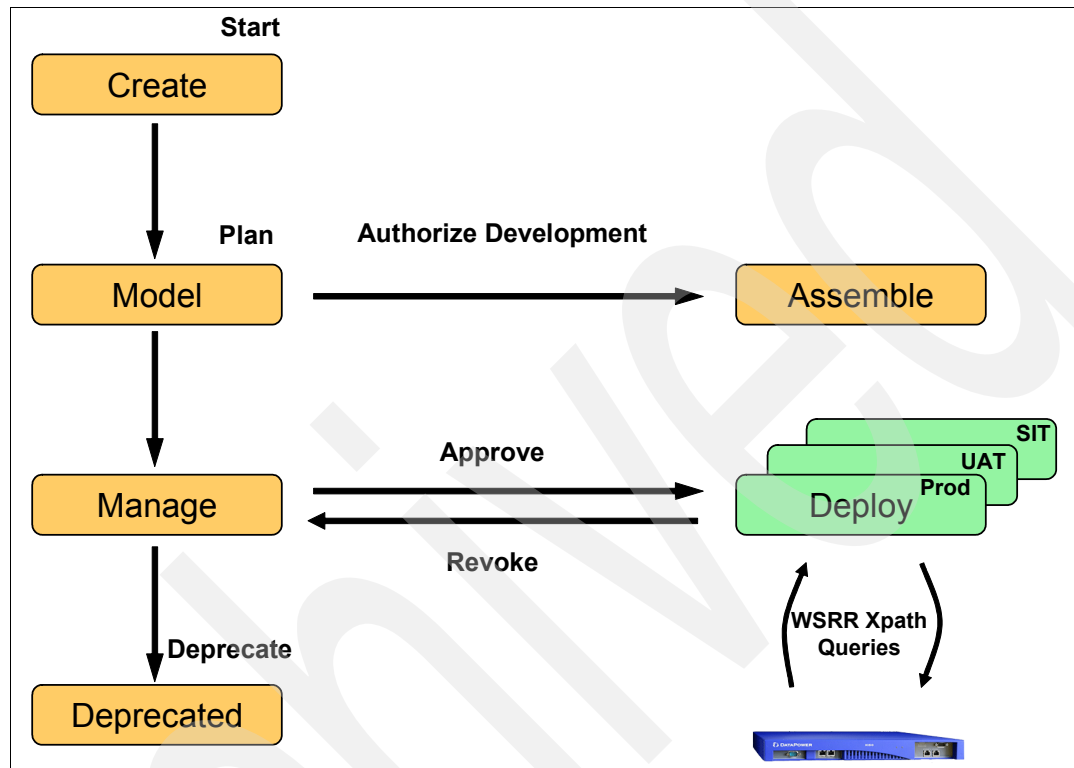 Start
Create
Plan
Authorize Development
Model
Assemble
SIT
UAT
Prod
Approve
Manage
Deploy
Revoke
WSRR Xpath
Queries
Deprecate
Deprecated
DATAPOWER